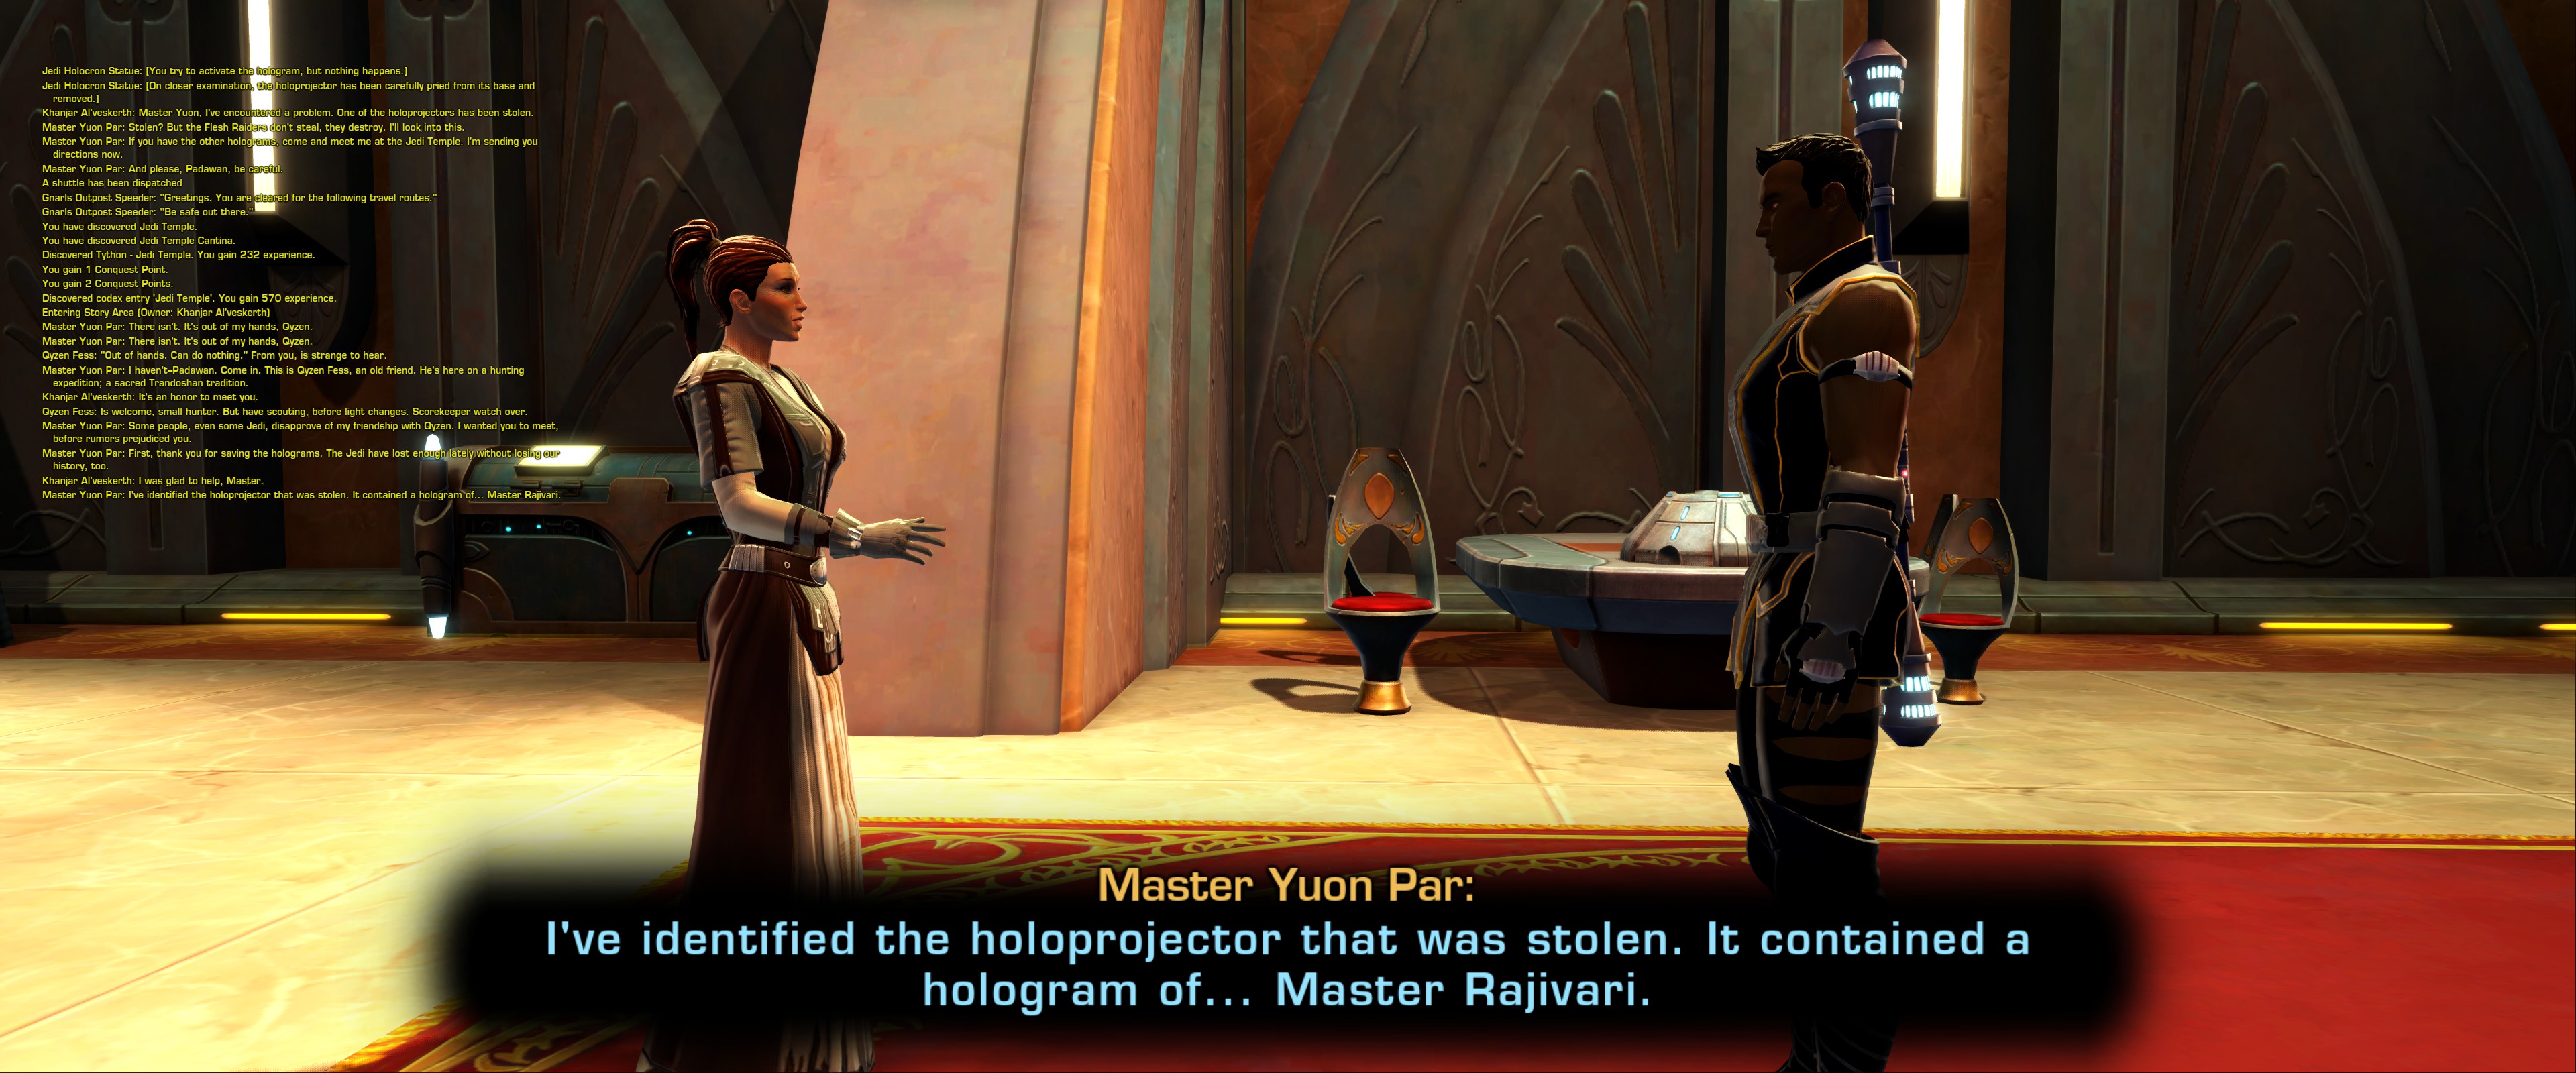 Jedi Holocron Statue: [You try to activate the hologram, but nothing happens.]
Jedi Holocron Statue: [On closer examination, the holoprojector has been carefully pried from its base and
removed.]
Khanjar Al'veskerth: Master Yuon, I've encountered a problem. One of the holoprojectors has been stolen.
Master Yuon Par: Stolen? But the Flesh Raiders don't steal, they destroy. I'll look into this.
Master Yuon Par: If you have the other holograms, come and meet me at the Jedi Temple. I'm sending you
directions now.
Master Yuon Par: And please, Padawan, be careful.
A shuttle has been dispatched
Gnarls Outpost Speeder: "Greetings. You are cleared for the following travel routes."
Gnarls Outpost Speeder: "Be safe out there."
You have discovered Jedi Temple.
You have discovered Jedi Temple Cantina.
Discovered Tython - Jedi Temple. You gain 232 experience.
You gain 1 Conquest Point.
You gain 2 Conquest Points.
Discovered codex entry 'Jedi Temple'. You gain 570 experience.
Entering Story Area (Owner: Khanjar Al'veskerth)
Master Yuon Par: There isn't. It's out of my hands, Qyzen.
Master Yuon Par: There isn't. It's out of my hands, Qyzen.
Qyzen Fess: "Out of hands. Can do nothing." From you, is strange to hear.
Master Yuon Par: I haven't–Padawan. Come in. This is Qyzen Fess, an old friend. He's here on a hunting
expedition; a sacred Trandoshan tradition.
Khanjar Al'veskerth: It's an honor to meet you.
Qyzen Fess: Is welcome, small hunter. But have scouting, before light changes. Scorekeeper watch over.
Master Yuon Par: Some people, even some Jedi, disapprove of my friendship with Qyzen. I wanted you to meet,
before rumors prejudiced you.
Master Yuon Par: First, thank you for saving the holograms. The Jedi have lost enough lately without losing our
history, too.
Khanjar Al'veskerth: I was glad to help, Master.
Master Yuon Par: I've identified the holoprojector that was stolen. It contained a hologram of... Master Rajivari.
Master Yuon Par:
I've identified the holoprojector that was stolen. It contained a
hologram of... Master Rajivari.